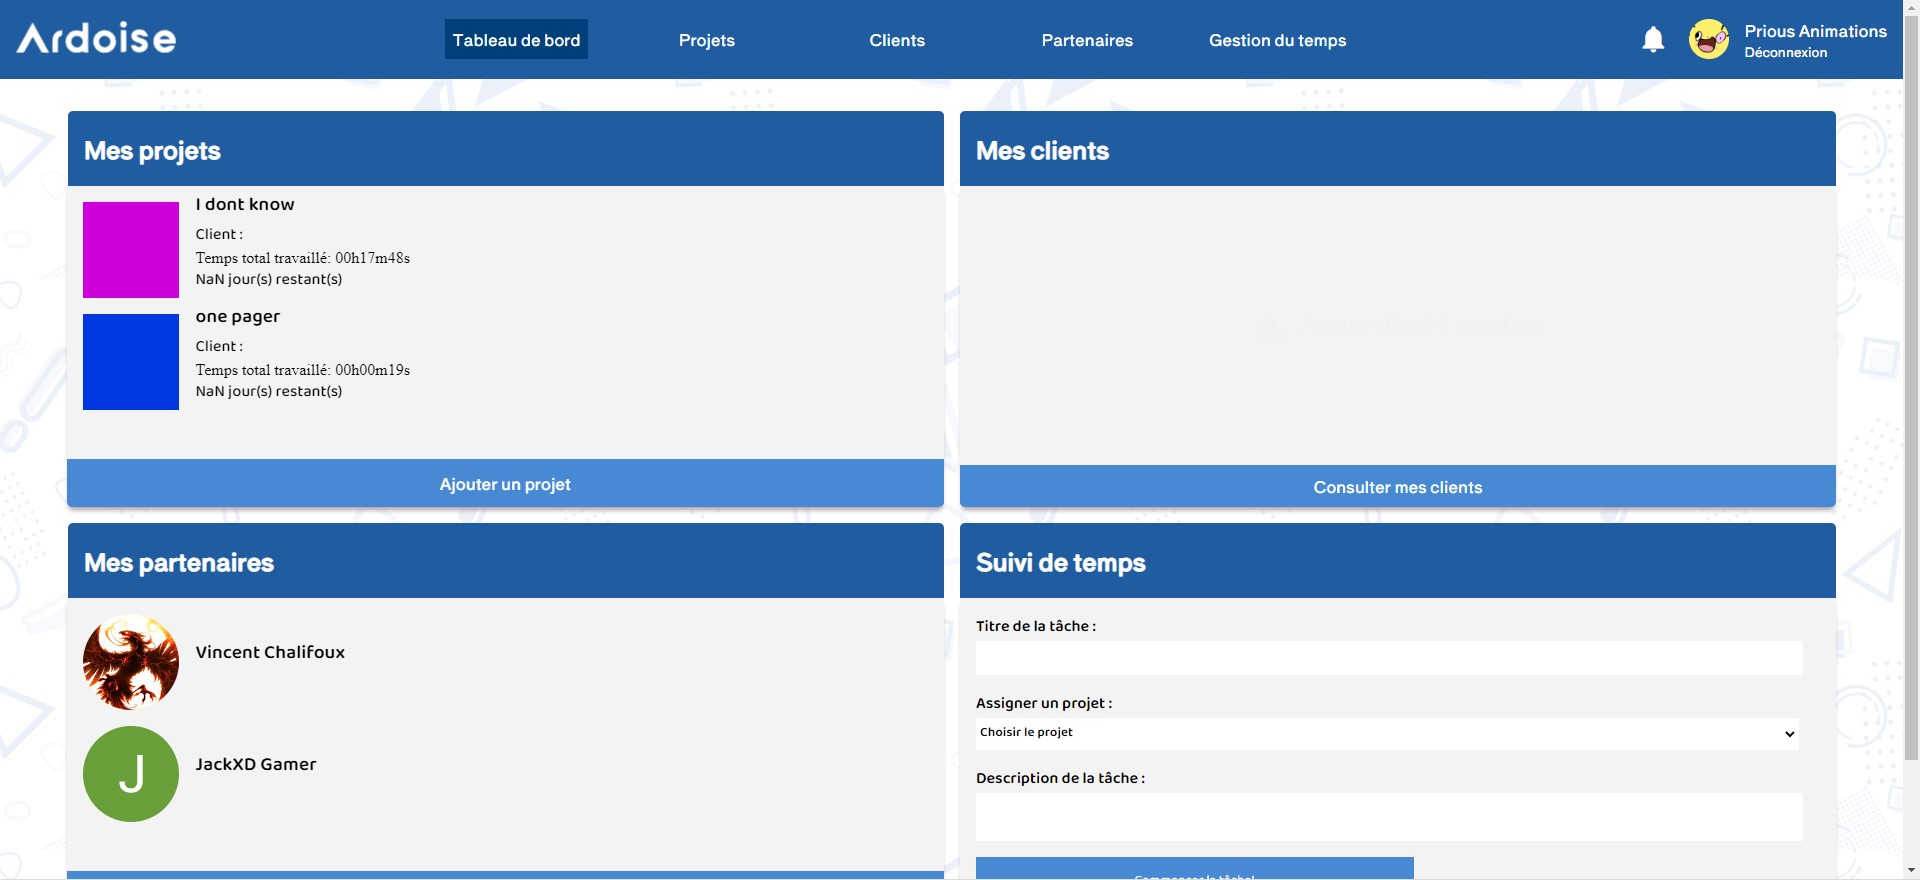 Ardoise
Tableau de bord
Projets
Clients
Partenaires
Gestion du temps
Prious Animations
Déconnexion
Mes projets
I dont know
Client :
Temps total travaillé: 00h17m48s
NaN jour(s) restant(s)
one pager
Client :
Temps total travaillé: 00h00m19s
NaN jour(s) restant(s)
Ajouter un projet
Mes clients
Consulter mes clients
Mes partenaires
Vincent Chalifoux
J
JackXD Gamer
Suivi de temps
Titre de la tâche :
Assigner un projet :
Choisir le projet
Description de la tâche :